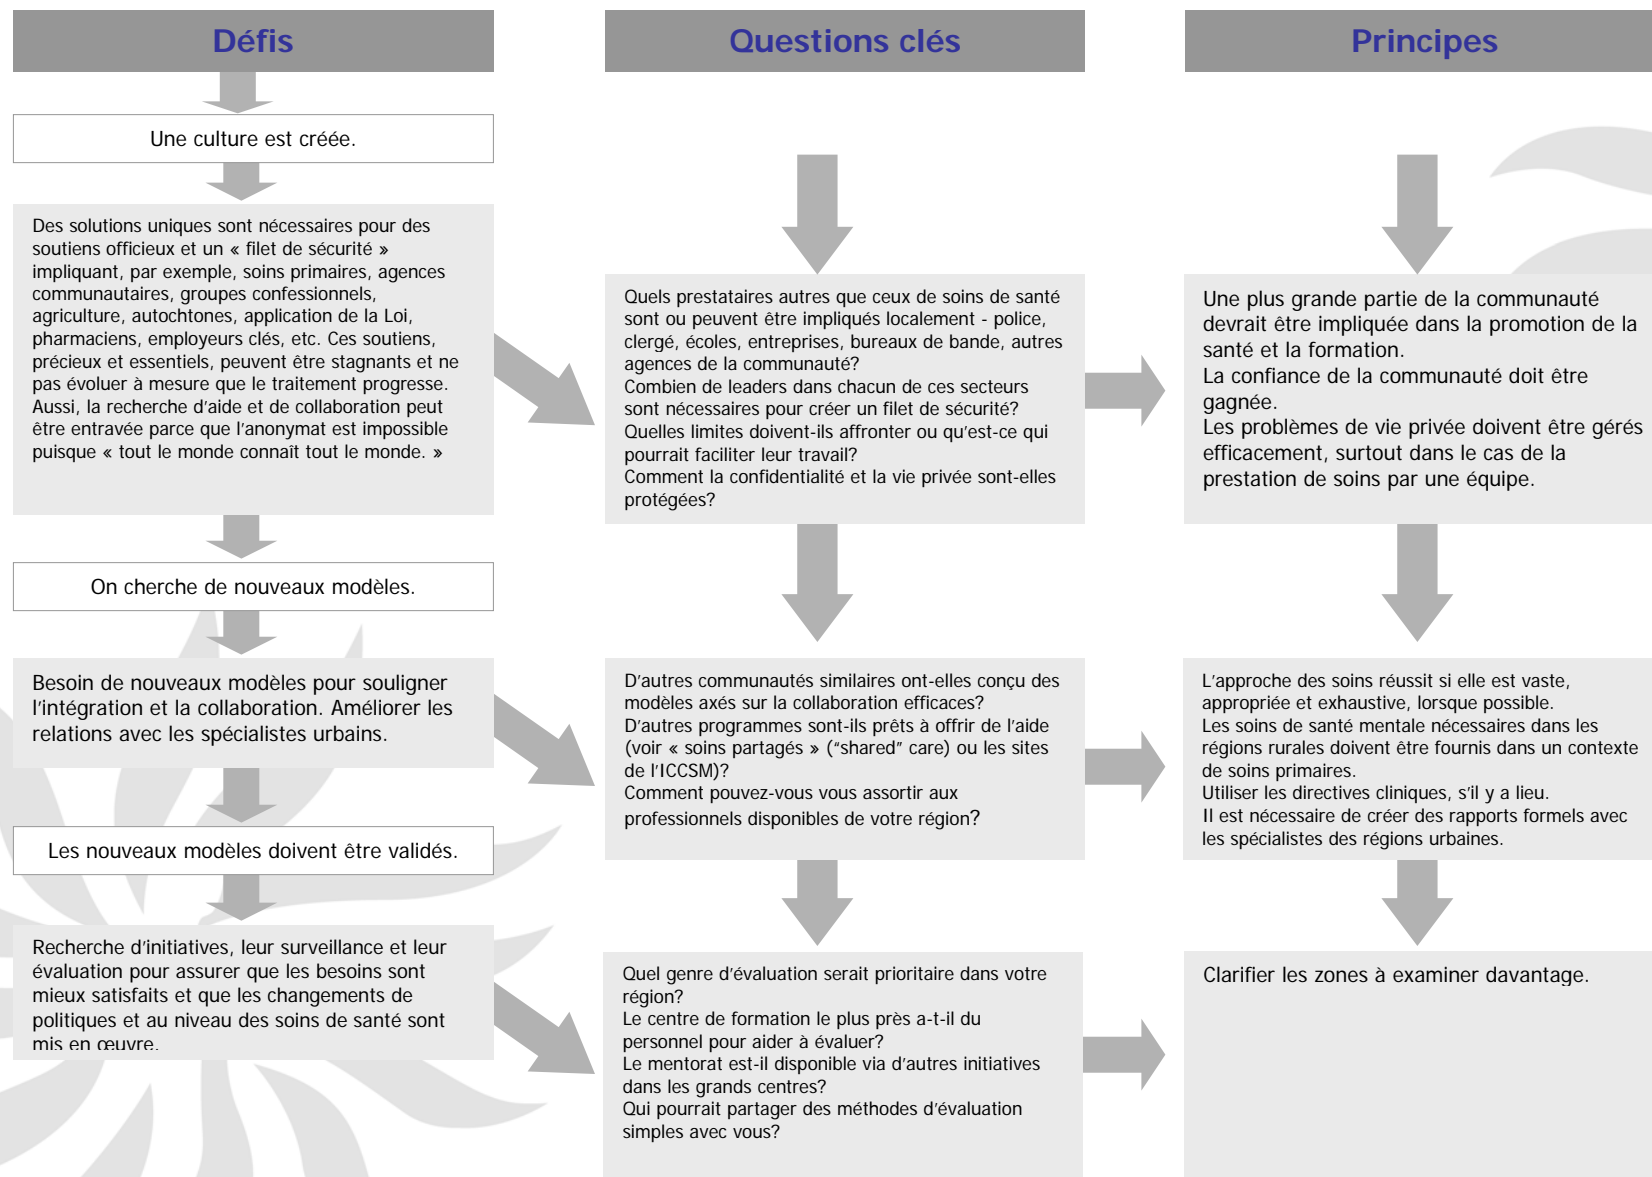 Défis
Questions clés
Principes
Une culture est créée.
Des solutions uniques sont nécessaires pour des
soutiens officieux et un « filet de sécurité »
impliquant, par exemple, soins primaires, agences
communautaires, groupes confessionnels,
agriculture, autochtones, application de la Loi,
pharmaciens, employeurs clés, etc. Ces soutiens,
précieux et essentiels, peuvent être stagnants et ne
pas évoluer à mesure que le traitement progresse.
Aussi, la recherche d'aide et de collaboration peut
être entravée parce que l'anonymat est impossible
puisque « tout le monde connaît tout le monde. »
Quels prestataires autres que ceux de soins de santé
sont ou peuvent être impliqués localement - police,
clergé, écoles, entreprises, bureaux de bande, autres
agences de la communauté?
Combien de leaders dans chacun de ces secteurs
sont nécessaires pour créer un filet de sécurité?
Quelles limites doivent-ils affronter ou qu'est-ce qui
pourrait faciliter leur travail?
Comment la confidentialité et la vie privée sont-elles
protégées?
Une plus grande partie de la communauté
devrait être impliquée dans la promotion de la
santé et la formation.
La confiance de la communauté doit être
gagnée.
Les problèmes de vie privée doivent être gérés
efficacement, surtout dans le cas de la
prestation de soins par une équipe.
On cherche de nouveaux modèles.
Besoin de nouveaux modèles pour souligner
l'intégration et la collaboration. Améliorer les
relations avec les spécialistes urbains.
D'autres communautés similaires ont-elles conçu des
modèles axés sur la collaboration efficaces?
D'autres programmes sont-ils prêts à offrir de l'aide
(voir « soins partagés » ("shared" care) ou les sites
de l'ICCSM)?
Comment pouvez-vous vous assortir aux
professionnels disponibles de votre région?
L'approche des soins réussit si elle est vaste,
appropriée et exhaustive, lorsque possible.
Les soins de santé mentale nécessaires dans les
régions rurales doivent être fournis dans un contexte
de soins primaires.
Utiliser les directives cliniques, s'il y a lieu.
Il est nécessaire de créer des rapports formels avec
les spécialistes des régions urbaines.
Les nouveaux modèles doivent être validés.
Recherche d'initiatives, leur surveillance et leur
évaluation pour assurer que les besoins sont
mieux satisfaits et que les changements de
politiques et au niveau des soins de santé sont
mis en œuvre.
Quel genre d'évaluation serait prioritaire dans votre
région?
Le centre de formation le plus près a-t-il du
personnel pour aider à évaluer?
Le mentorat est-il disponible via d'autres initiatives
dans les grands centres?
Qui pourrait partager des méthodes d'évaluation
simples avec vous?
Clarifier les zones à examiner davantage.